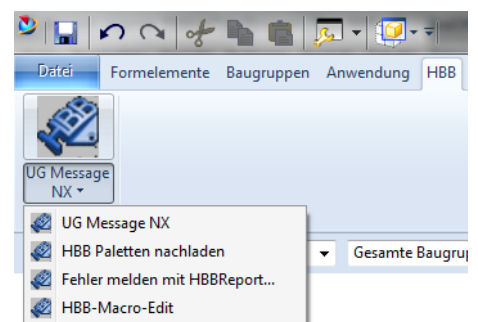 Datei Formelemente Baugruppen Anwendung HBB
UG Message
NX
UG Message NX
HBB Paletten nachladen
Gesamte Baugru
Fehler melden mit HBBReport...
HBB-Macro-Edit